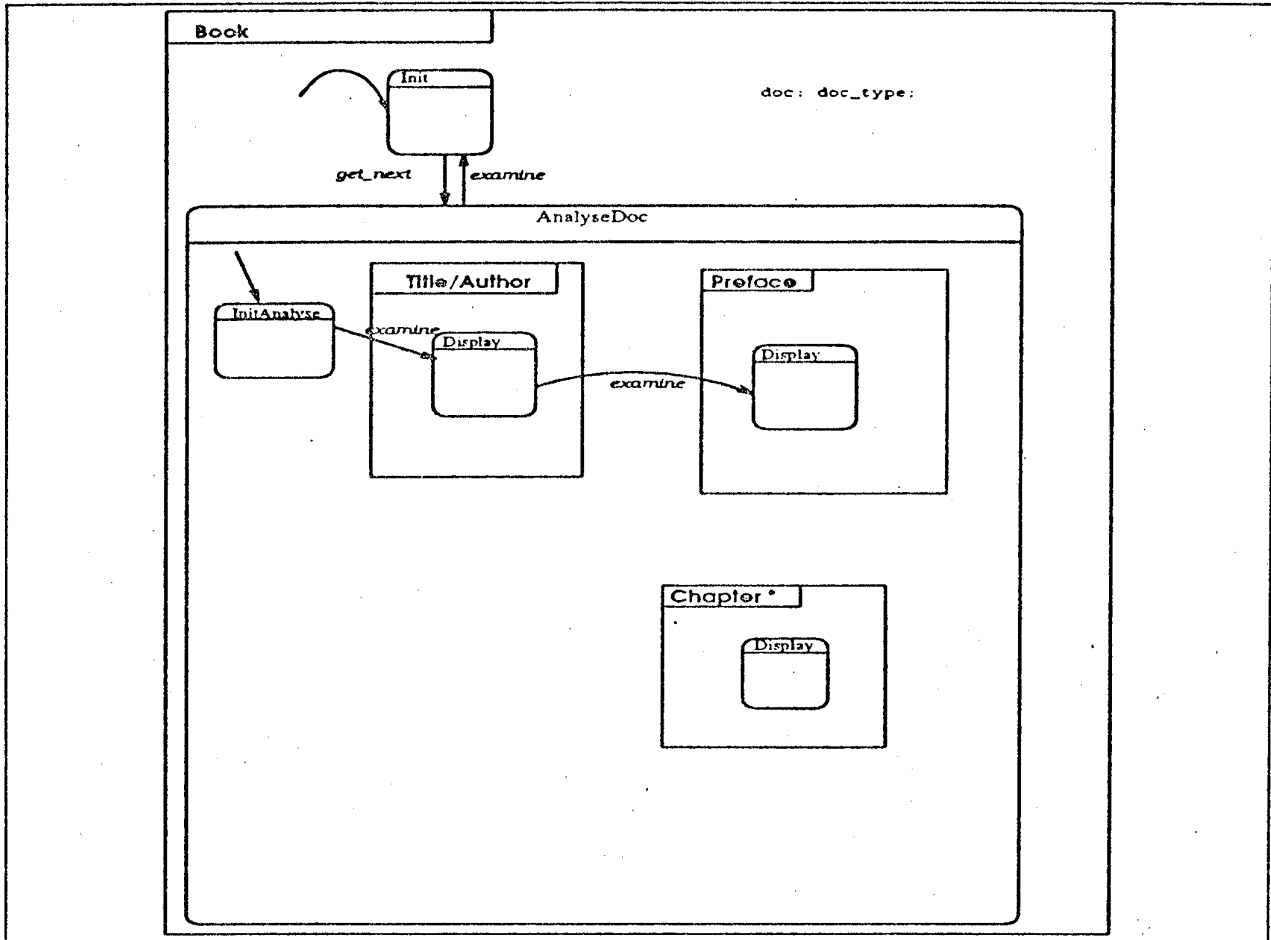 Book
Init
doc: doc_type;
get_next
examine
AnalyseDoc
Title/Author
Preface
InitAnalyse
examine
Display
Display
examine
Chapter *
Display